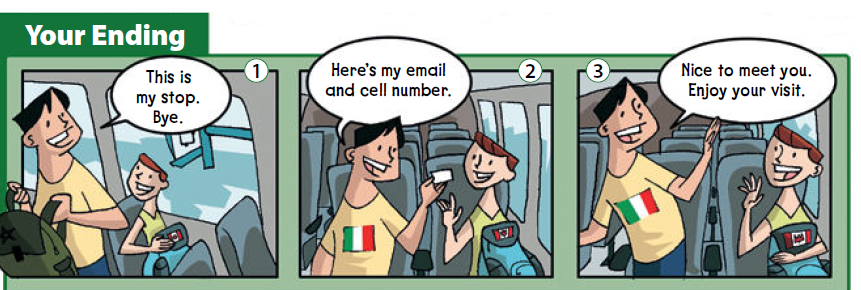 Your Ending
1
This is
my stop.
Bye.
2
Here's my email
and cell number.
3
Nice to meet you.
Enjoy your visit.